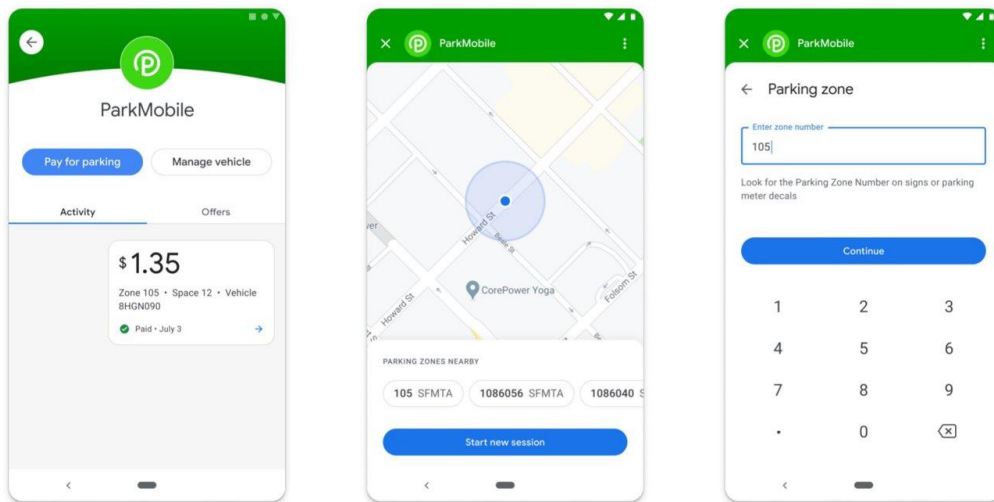 ParkMobile
Pay for parking
Manage vehicle
Activity
Offers
$1.35
Zone 105 • Space 12 • Vehicle
8HGN090
Paid • July 3
ParkMobile
Howard St
Beale St
Howard St
Folsom St
CorePower Yoga
PARKING ZONES NEARBY
105 SFMTA
1086056 SFMTA
1086040 S
Start new session
ParkMobile
Parking zone
Enter zone number
105
Look for the Parking Zone Number on signs or parking
meter decals
Continue
1 2 3
4 5 6
7 8 9
. 0